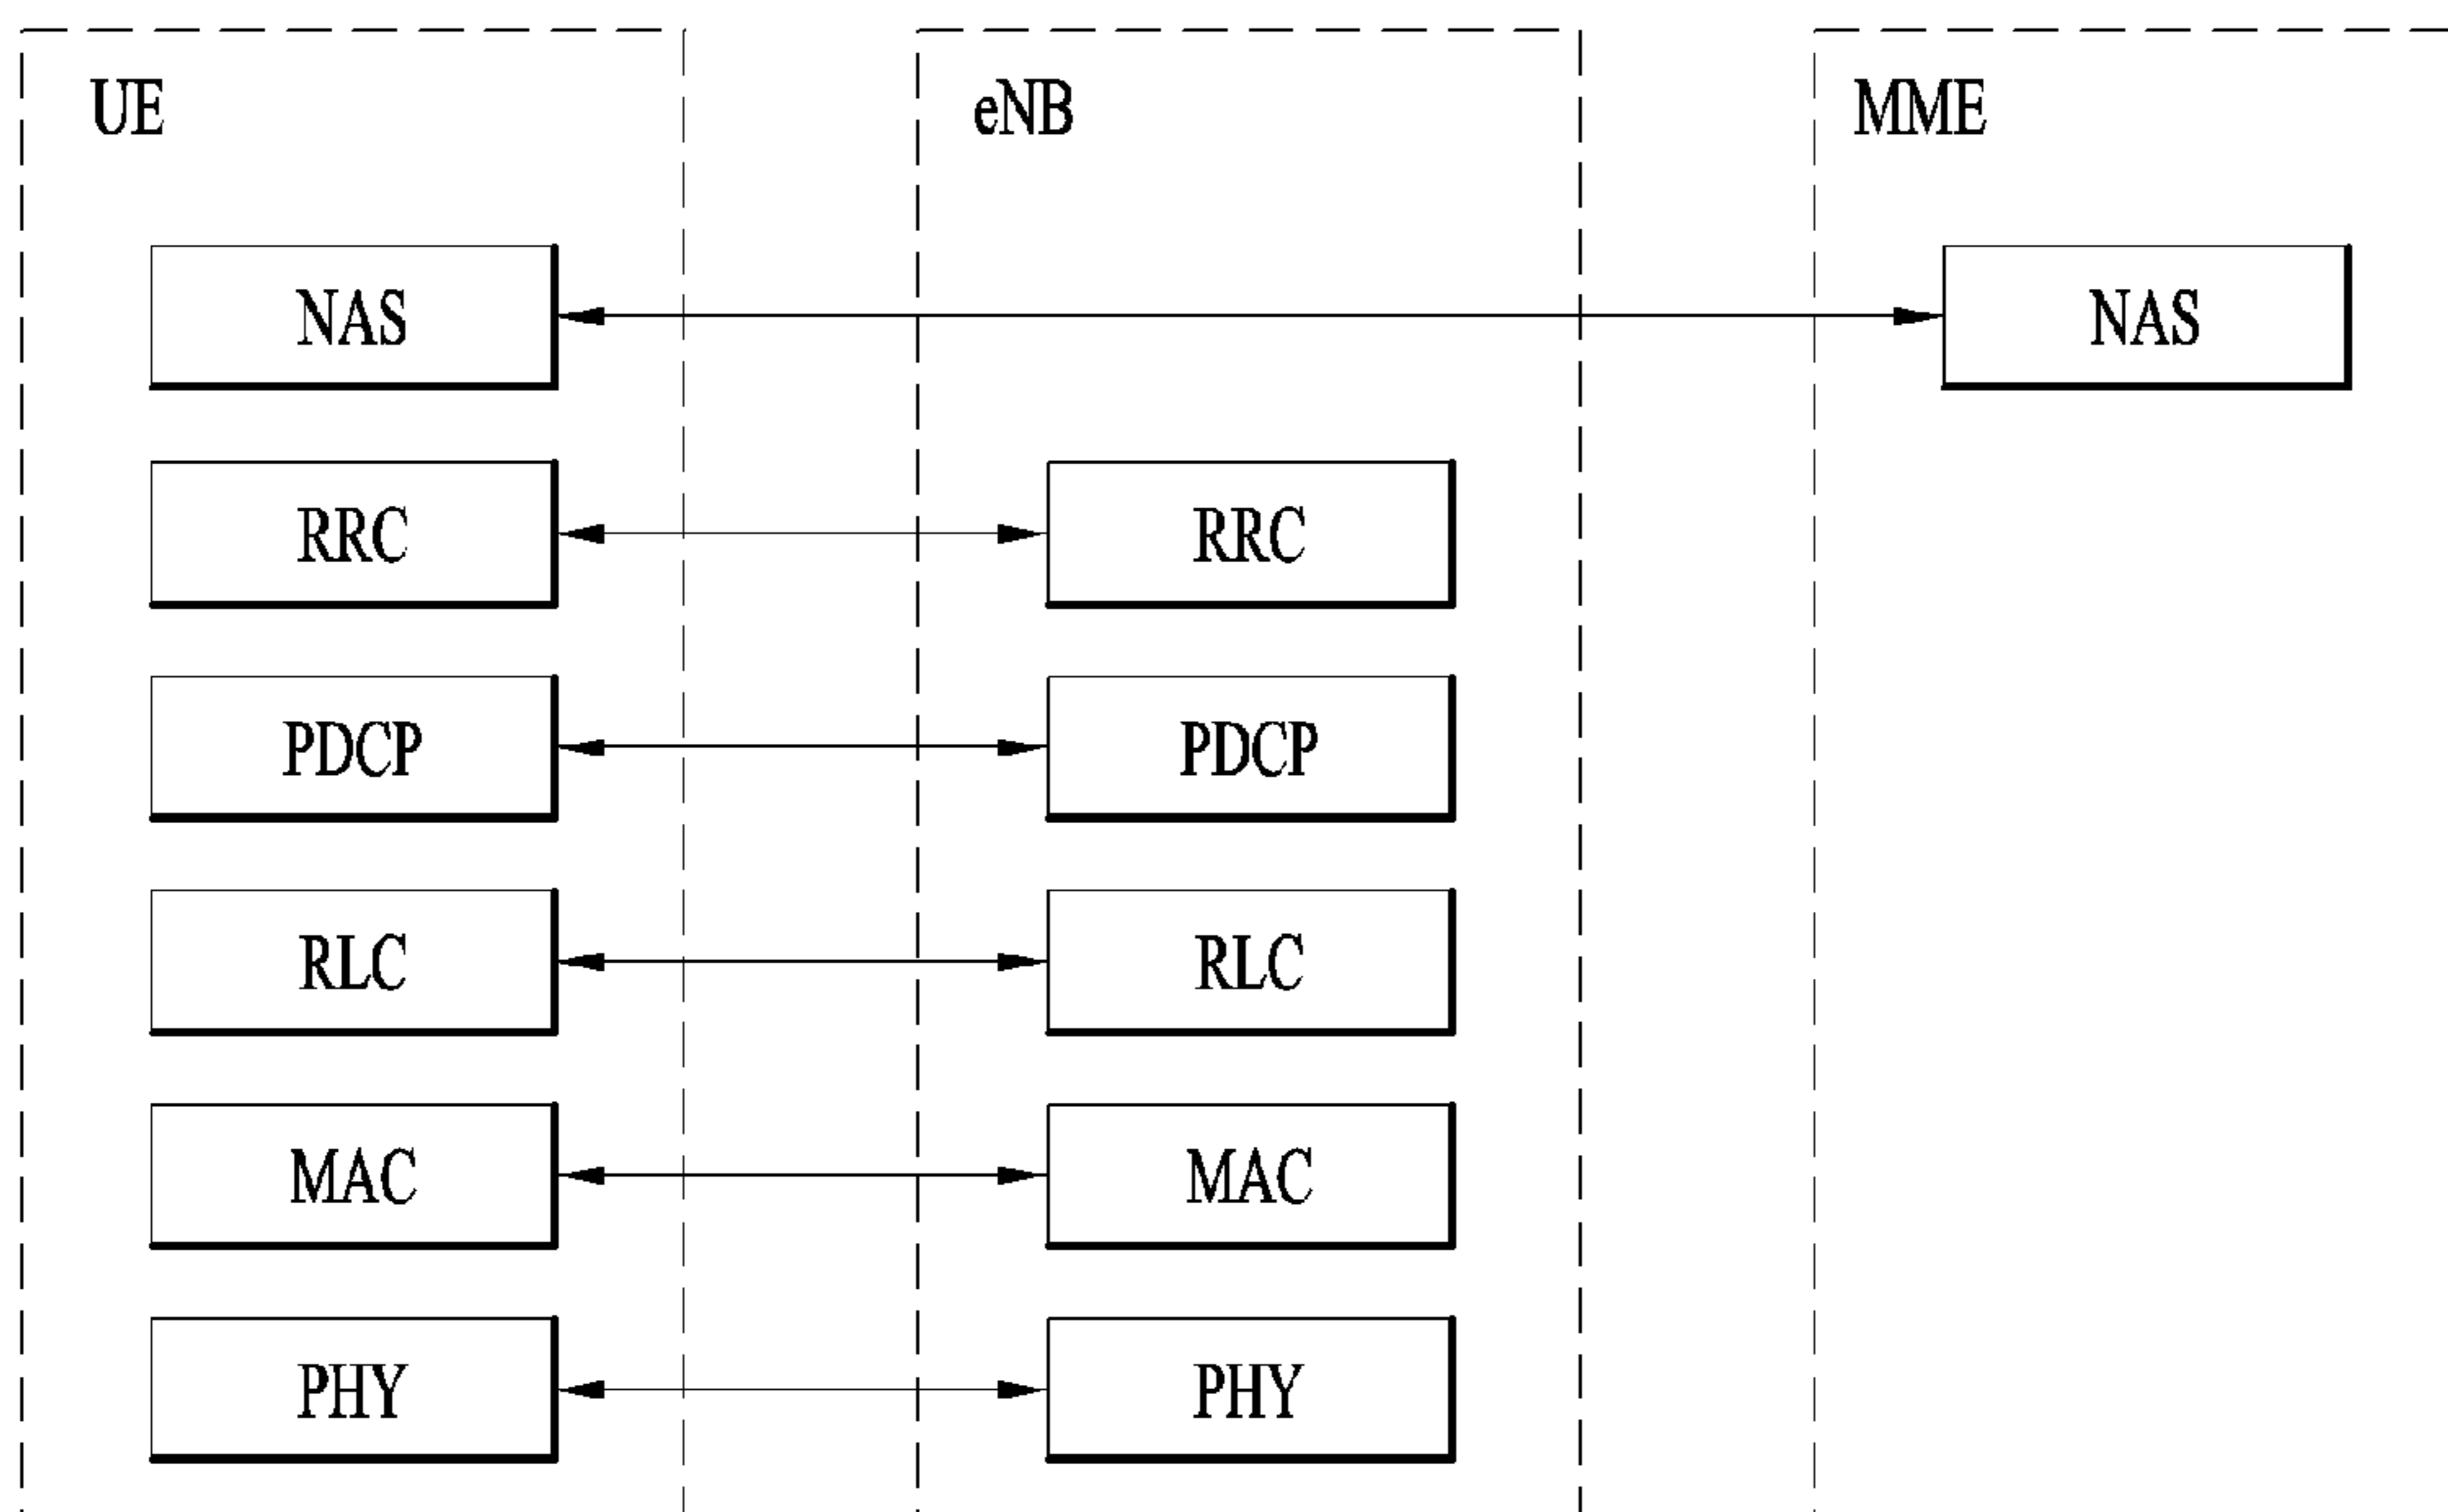 UE eNB MME
NAS NAS
RRC RRC
PDCP PDCP
RLC RLC
MAC MAC
PHY PHY